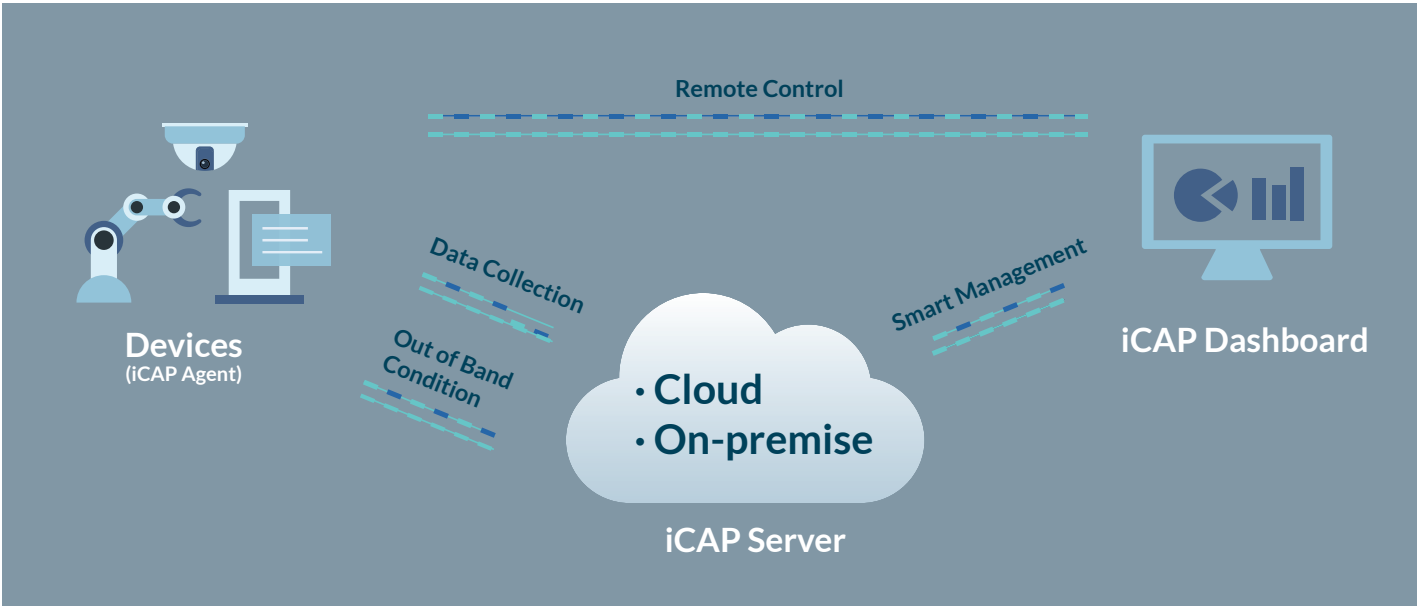 Remote Control
Data Collection
Smart Management
Out of Band
Condition
Devices
(iCAP Agent)
iCAP Dashboard
· Cloud
· On-premise
iCAP Server